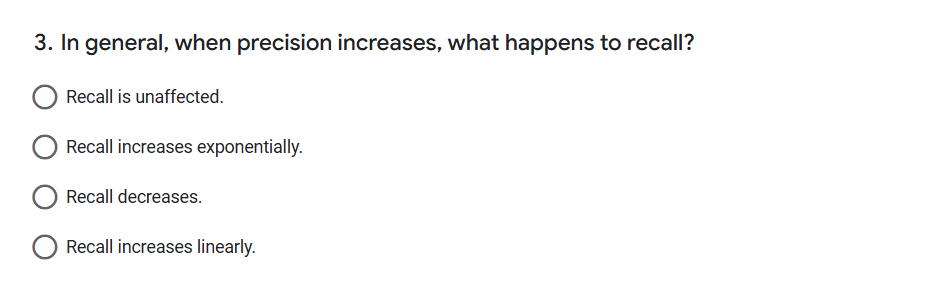 3. In general, when precision increases, what happens to recall?
Recall is unaffected.
Recall increases exponentially.
Recall decreases.
Recall increases linearly.